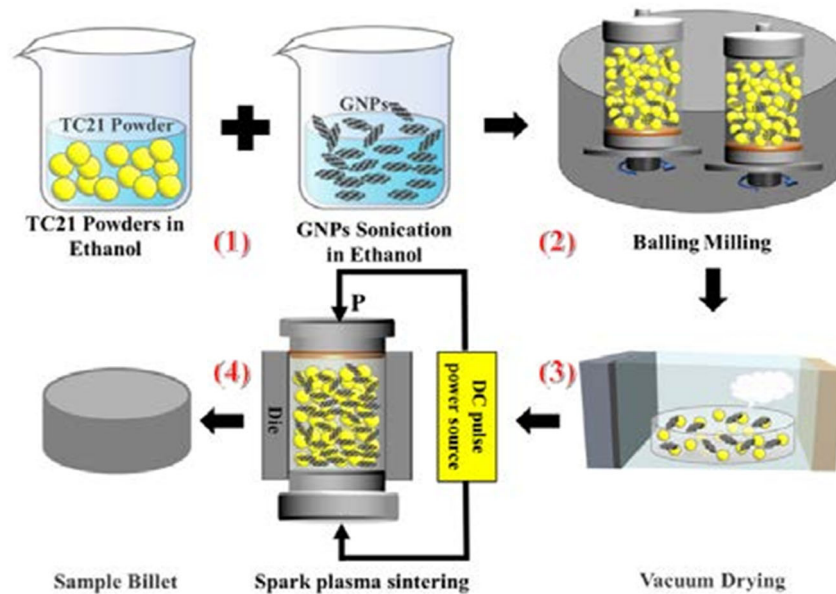 TC21 Powder
GNPs
TC21 Powders in
Ethanol
(1)
GNPs Sonication
in Ethanol
(2)
Balling Milling
P
(4)
Die
DC pulse
power source
(3)
Sample Billet
Spark plasma sintering
Vacuum Drying